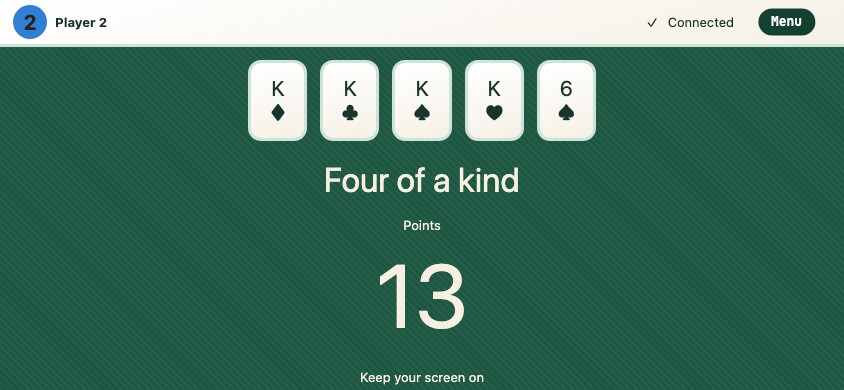 2 Player 2 ✓ Connected Menu
K K K K 6
♦ ♣ ♠ ♥ ♠
Four of a kind
Points
13
Keep your screen on